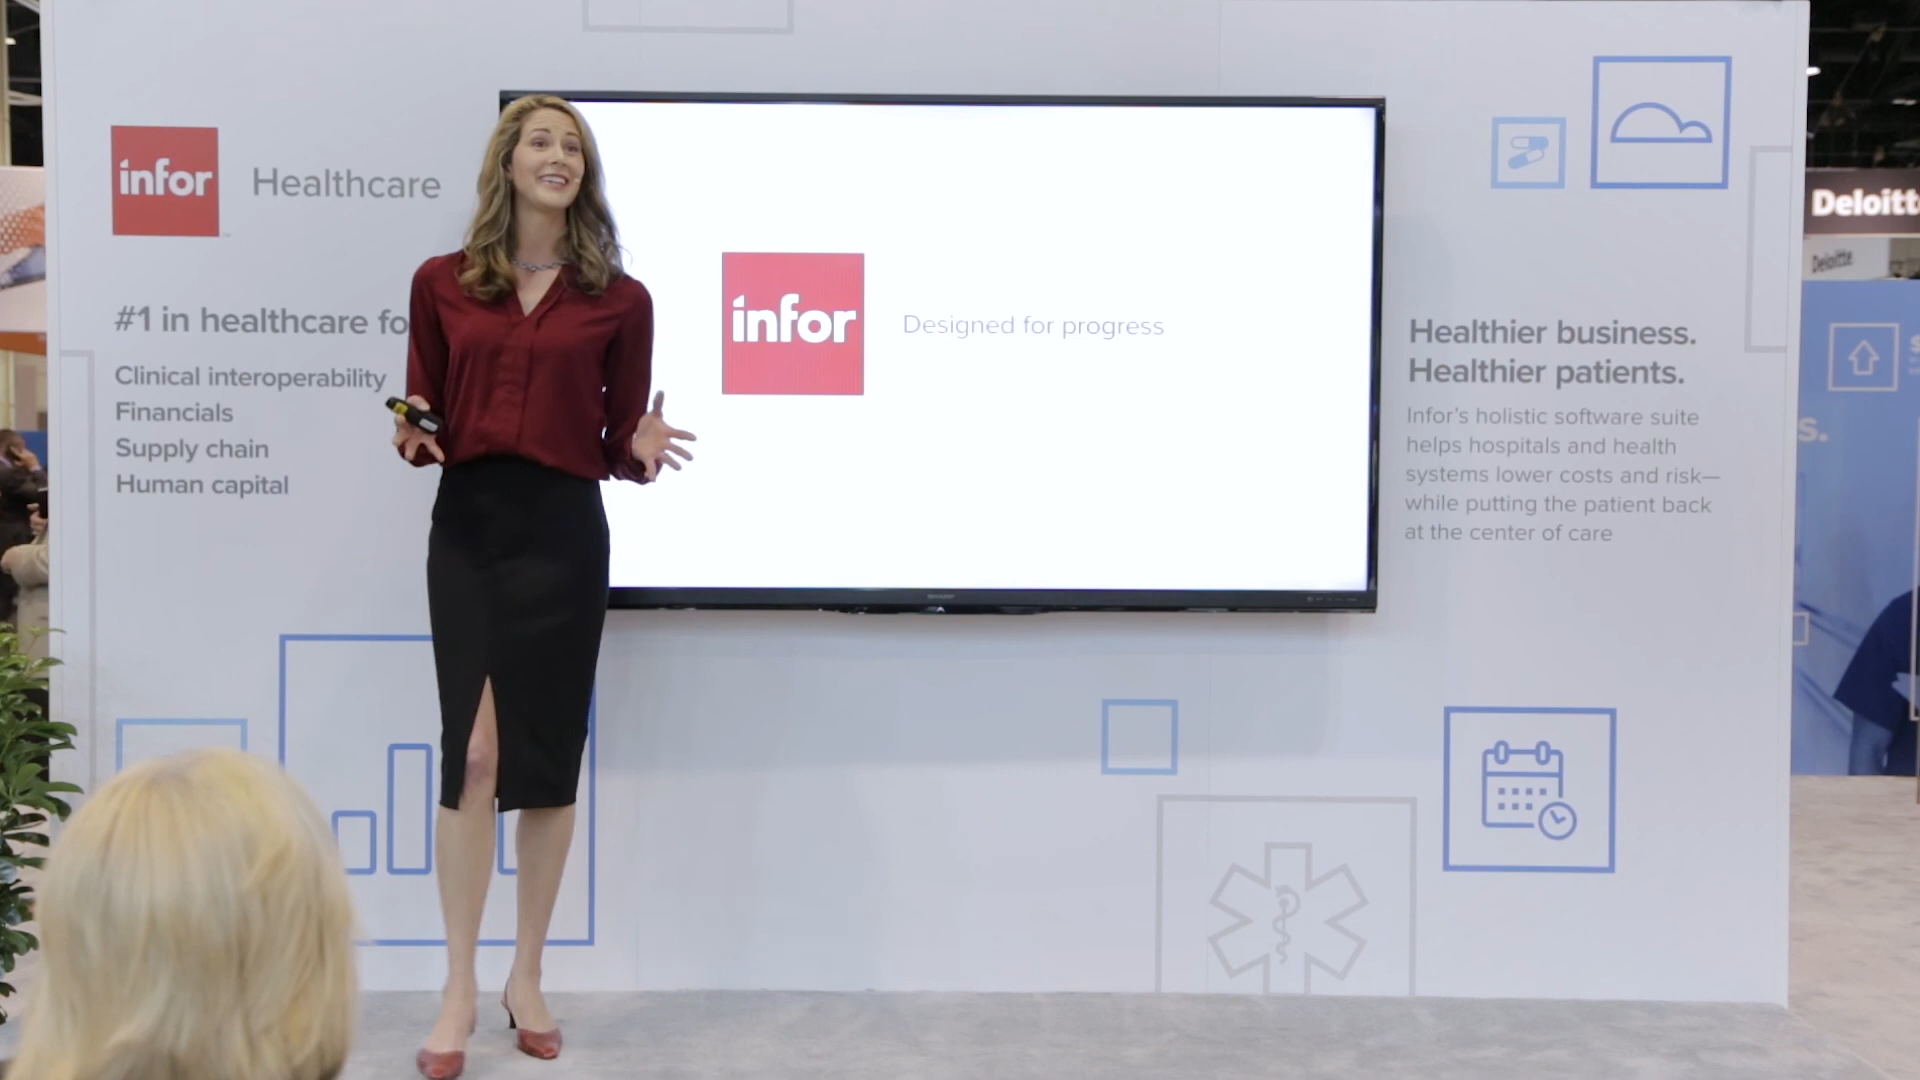 infor
Healthcare
#1 in healthcare fo
Clinical interoperability
Financials
Supply chain
Human capital
infor
Designed for progress
SHARP
Healthier business.
Healthier patients.
Infor's holistic software suite
helps hospitals and health
systems lower costs and risk—
while putting the patient back
at the center of care
Deloitt
Deloitte
$
s.